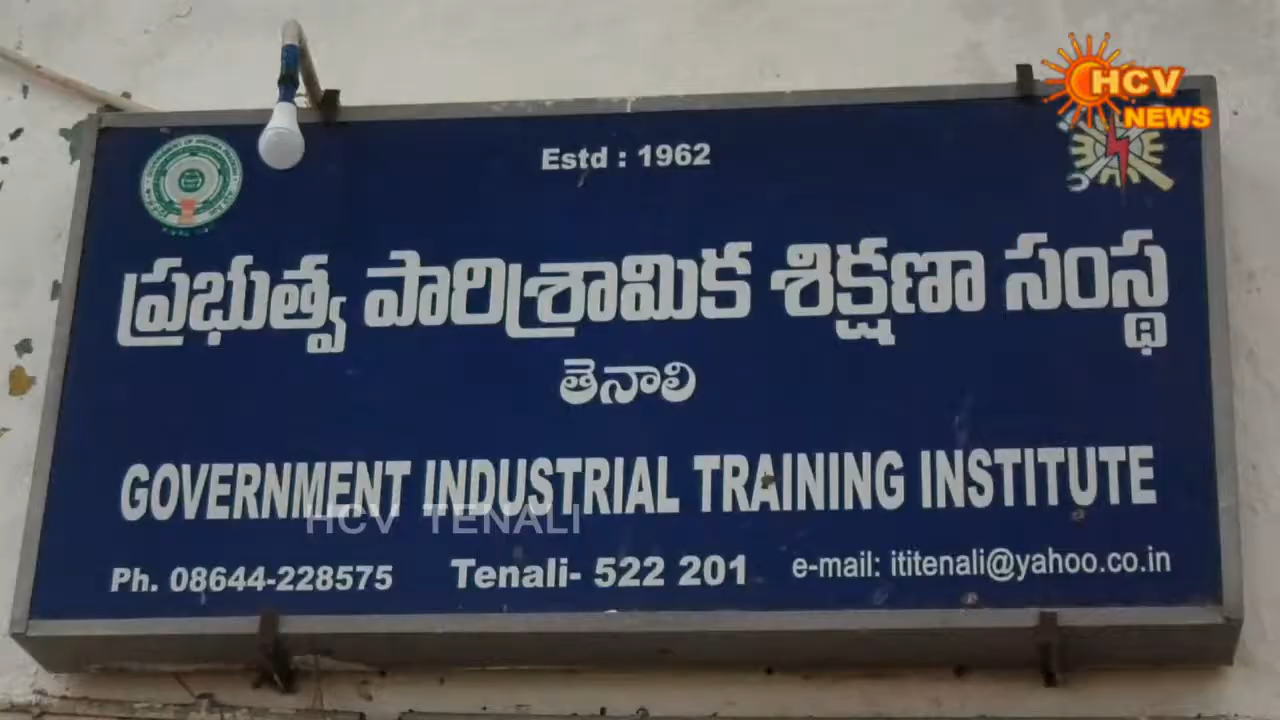 HCV
NEWS
Estd : 1962
ప్రభుత్వ పారిశ్రామిక శిక్షణా సంస్థ
తెనాలి
GOVERNMENT INDUSTRIAL TRAINING INSTITUTE
HCV TENALI
Ph. 08644-228575 Tenali- 522 201 e-mail: ititenali@yahoo.co.in